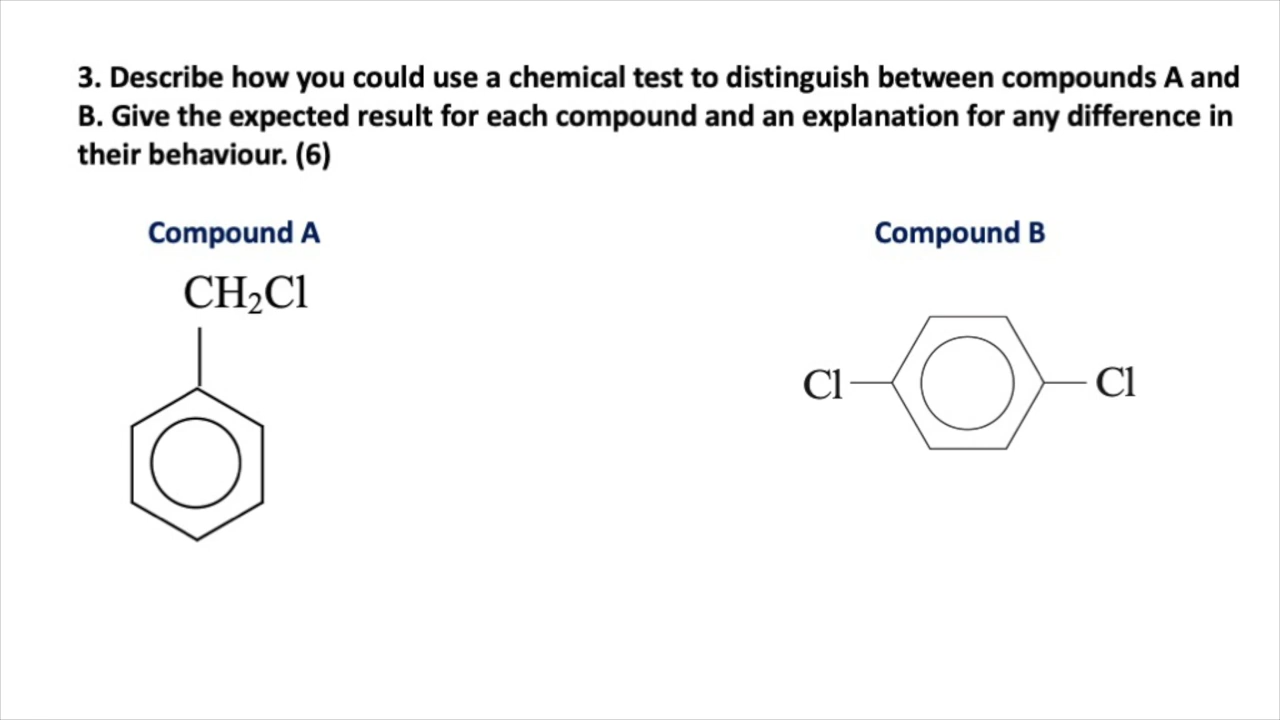 3. Describe how you could use a chemical test to distinguish between compounds A and
B. Give the expected result for each compound and an explanation for any difference in
their behaviour. (6)
Compound A
Compound B
CH₂Cl
Cl
Cl